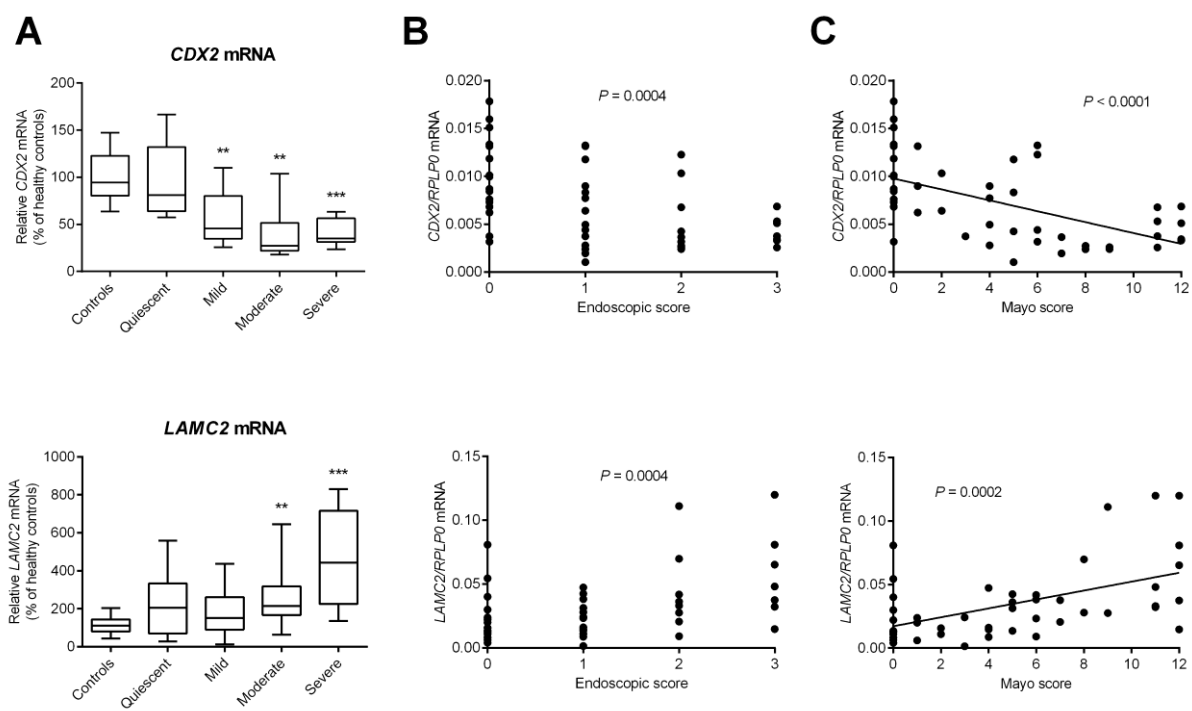 A
CDX2 mRNA
Relative CDX2 mRNA
(% of healthy controls)
200
150
100
50
0
**
**
***
Controls
Quiescent
Mild
Moderate
Severe
B
CDX2/RPLP0 mRNA
0.020
0.015
0.010
0.005
0.000
P = 0.0004
0 1 2 3
Endoscopic score
C
CDX2/RPLP0 mRNA
0.020
0.015
0.010
0.005
0.000
P < 0.0001
0 2 4 6 8 10 12
Mayo score
LAMC2 mRNA
Relative LAMC2 mRNA
(% of healthy controls)
1000
800
600
400
200
0
**
***
Controls
Quiescent
Mild
Moderate
Severe
LAMC2/RPLP0 mRNA
0.15
0.10
0.05
0.00
P = 0.0004
0 1 2 3
Endoscopic score
LAMC2/RPLP0 mRNA
0.15
0.10
0.05
0.00
P = 0.0002
0 2 4 6 8 10 12
Mayo score